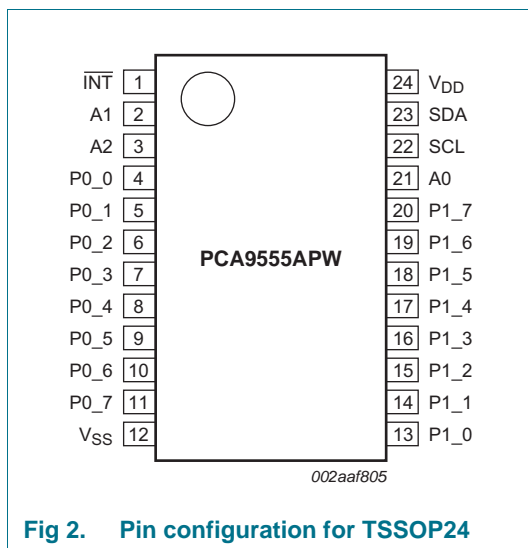 I̅N̅T̅ 1 24 VDD
A1 2 23 SDA
A2 3 22 SCL
P0_0 4 21 A0
P0_1 5 20 P1_7
P0_2 6 19 P1_6
P0_3 7 PCA9555APW 18 P1_5
P0_4 8 17 P1_4
P0_5 9 16 P1_3
P0_6 10 15 P1_2
P0_7 11 14 P1_1
VSS 12 13 P1_0
002aaf805
Fig 2. Pin configuration for TSSOP24